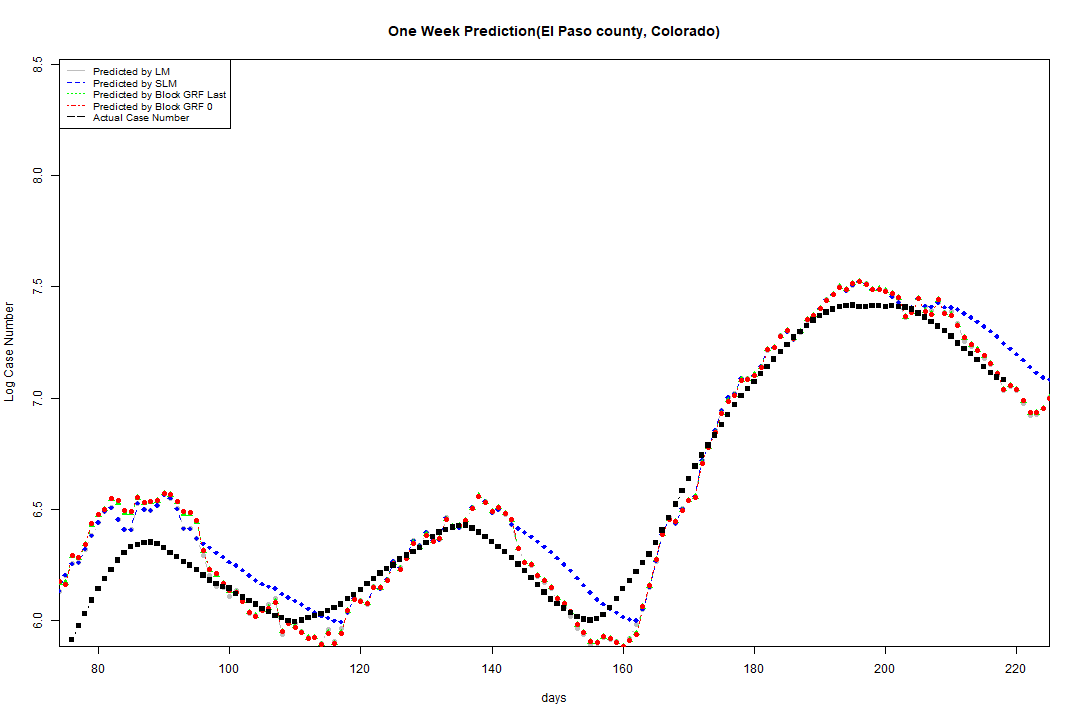 One Week Prediction(El Paso county, Colorado)
Predicted by LM
Predicted by SLM
Predicted by Block GRF Last
Predicted by Block GRF 0
Actual Case Number
8.5
8.0
7.5
7.0
6.5
6.0
Log Case Number
80 100 120 140 160 180 200 220
days